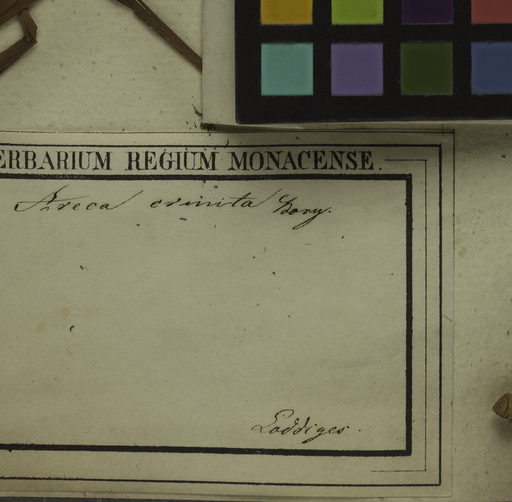 ERBARIUM REGIUM MONACENSE.
Areca crinita Bory.
Loddiges.